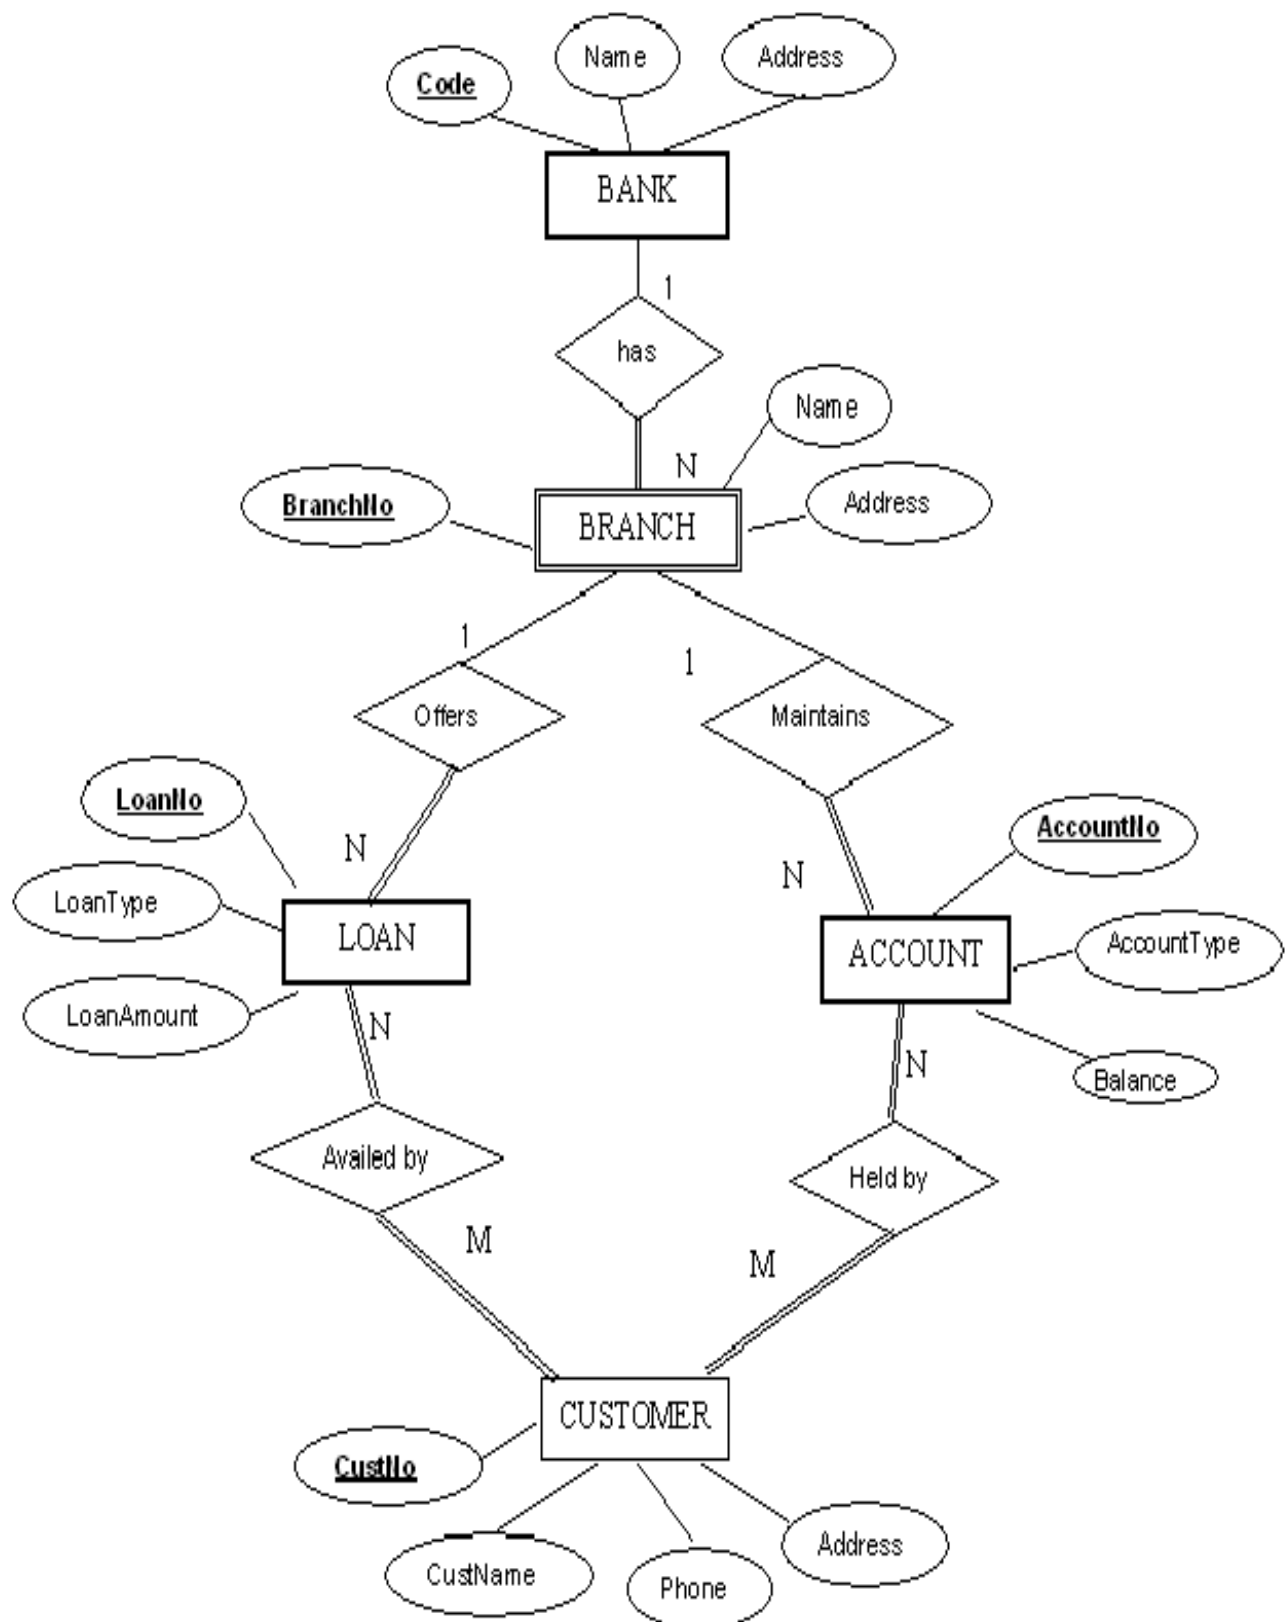 Code
Name
Address
BANK
1
has
Name
N
BranchNo
BRANCH
Address
1
1
Offers
Maintains
LoanNo
N
AccountNo
N
LoanType
LOAN
ACCOUNT
AccountType
LoanAmount
N
N
Balance
Availed by
Held by
M
M
CUSTOMER
CustNo
CustName
Phone
Address